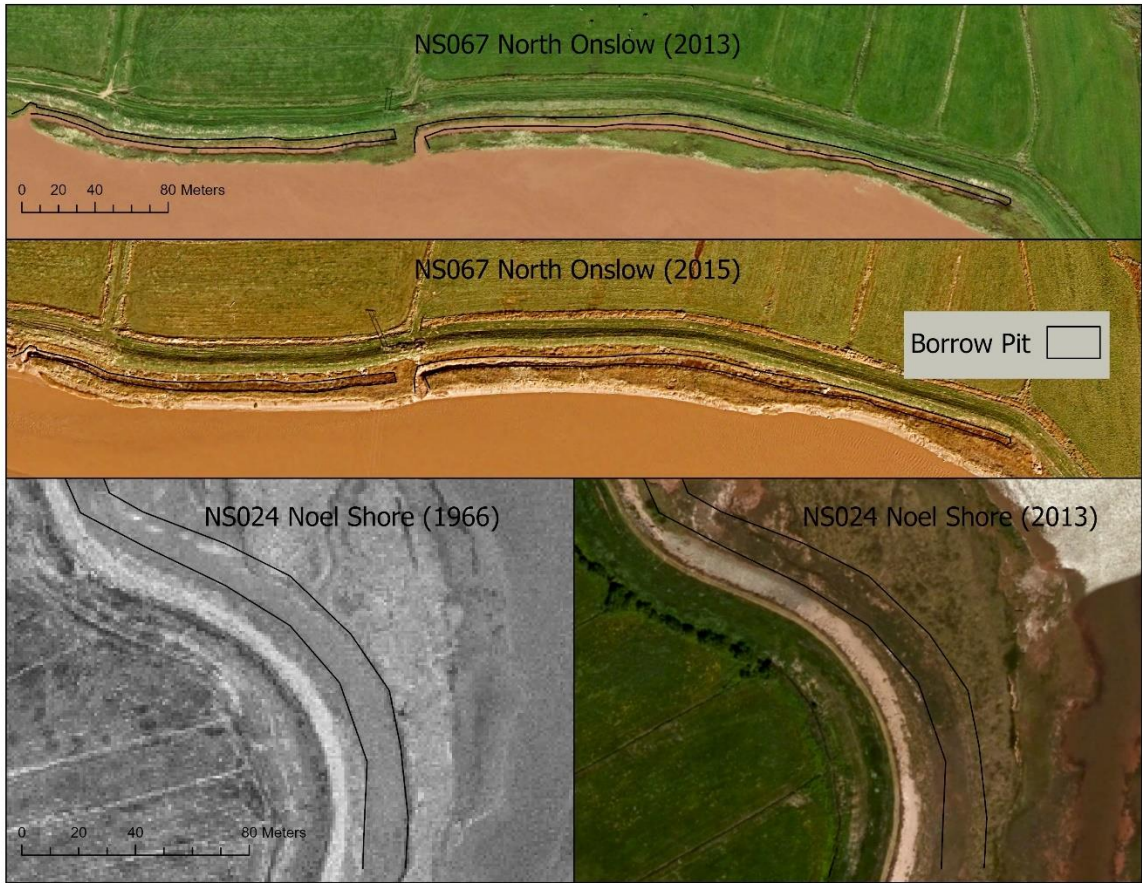 NS067 North Onslow (2013)
0 20 40 80 Meters
NS067 North Onslow (2015)
Borrow Pit
NS024 Noel Shore (1966)
NS024 Noel Shore (2013)
0 20 40 80 Meters